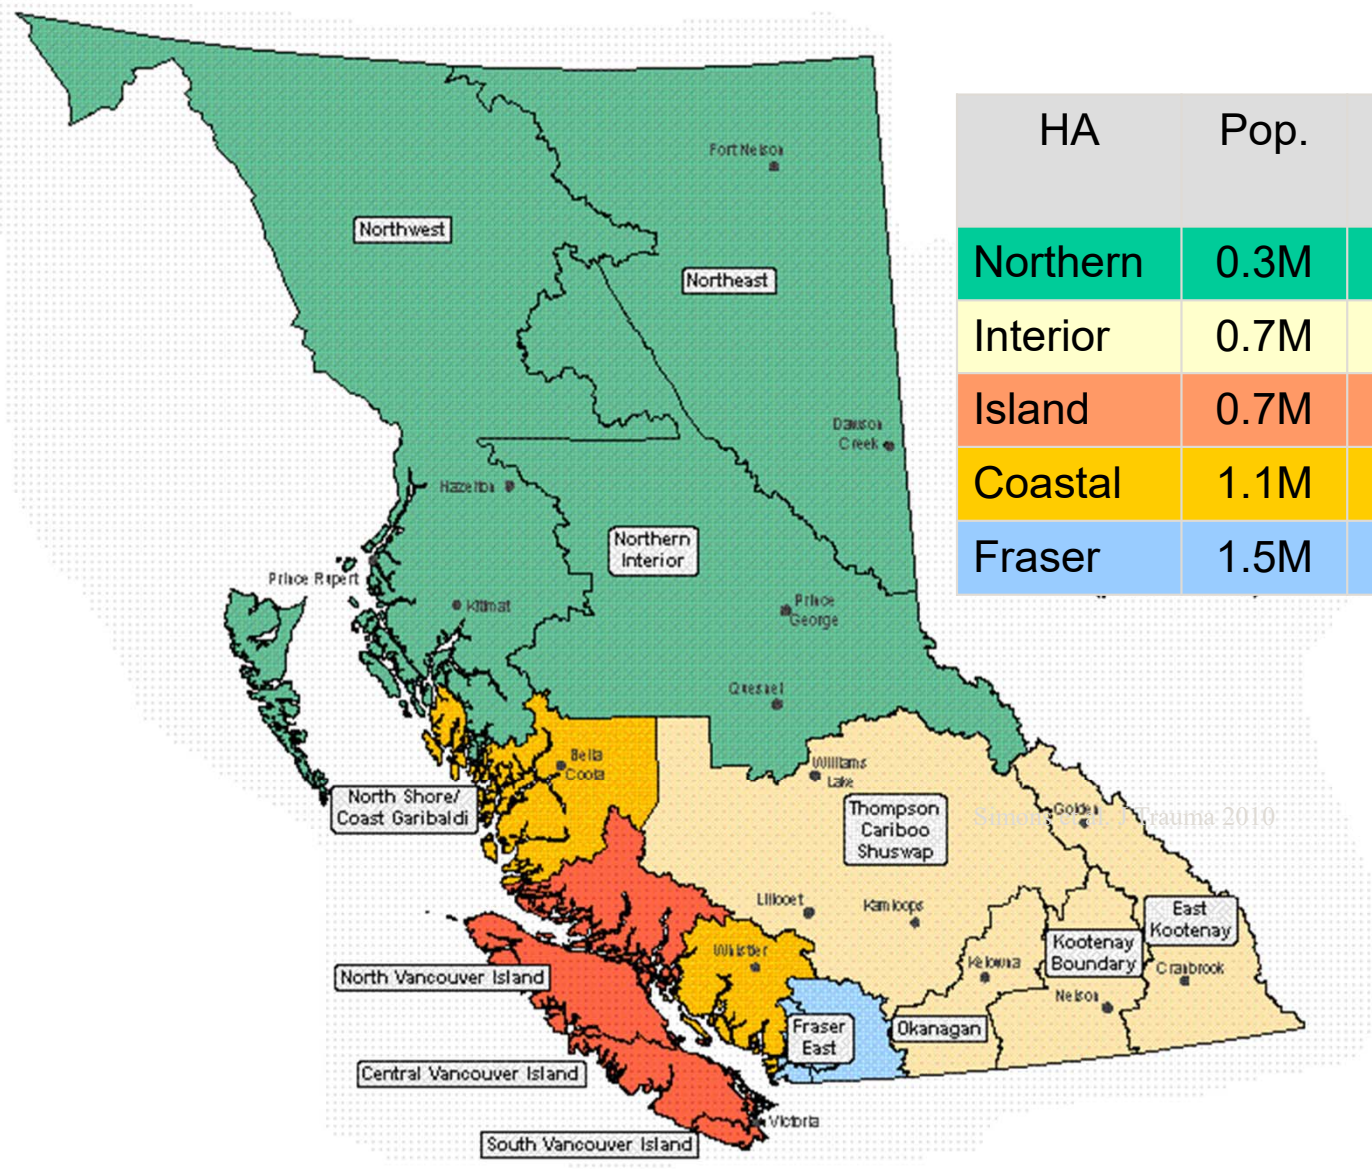 HA Pop.
Northern 0.3M
Interior 0.7M
Island 0.7M
Coastal 1.1M
Fraser 1.5M
Fort Nelson
Northwest
Northeast
Dawson
Creek
Hazelton
Northern
Interior
Prince Rupert
Kitimat
Prince
George
Quesnel
Bella
Coola
Williams
Lake
North Shore/
Coast Garibaldi
Thompson
Cariboo
Shuswap
Golden
J Trauma 2010
Lillooet
Kamloops
East
Kootenay
Kootenay
Boundary
Whistler
Kelowna
Cranbrook
North Vancouver Island
Nelson
Fraser
East
Okanagan
Central Vancouver Island
Victoria
South Vancouver Island